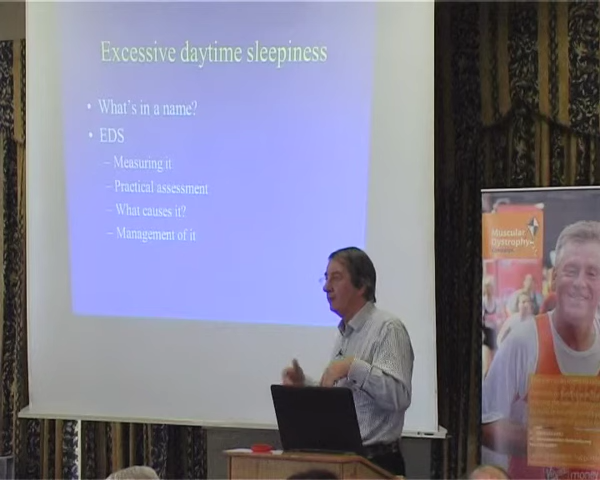 Excessive daytime sleepiness
• What's in a name?
• EDS
– Measuring it
– Practical assessment
– What causes it?
– Management of it
Muscular
Dystrophy
money